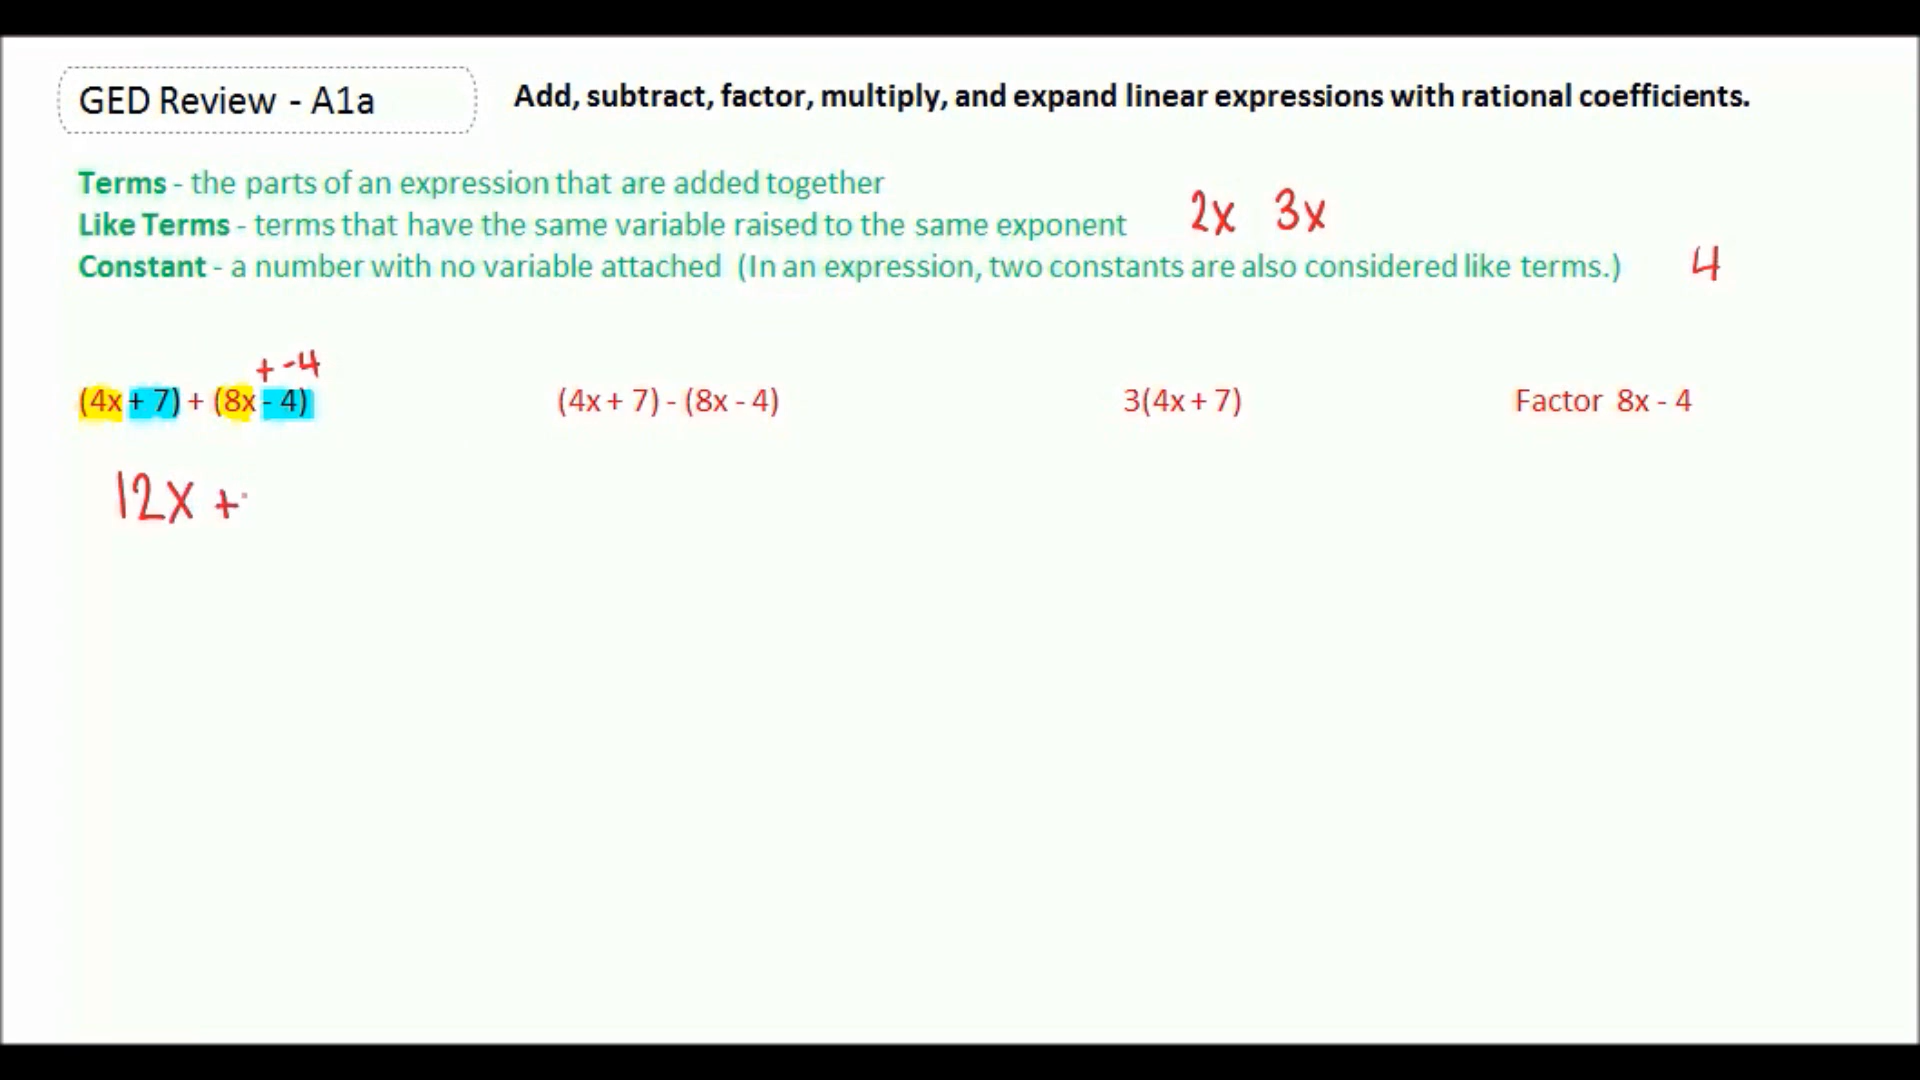 GED Review - A1a
Add, subtract, factor, multiply, and expand linear expressions with rational coefficients.
Terms - the parts of an expression that are added together
Like Terms - terms that have the same variable raised to the same exponent 2x 3x
Constant - a number with no variable attached (In an expression, two constants are also considered like terms.) 4
+ -4
(4x + 7) + (8x - 4)
(4x + 7) - (8x - 4)
3(4x + 7)
Factor 8x - 4
12x +